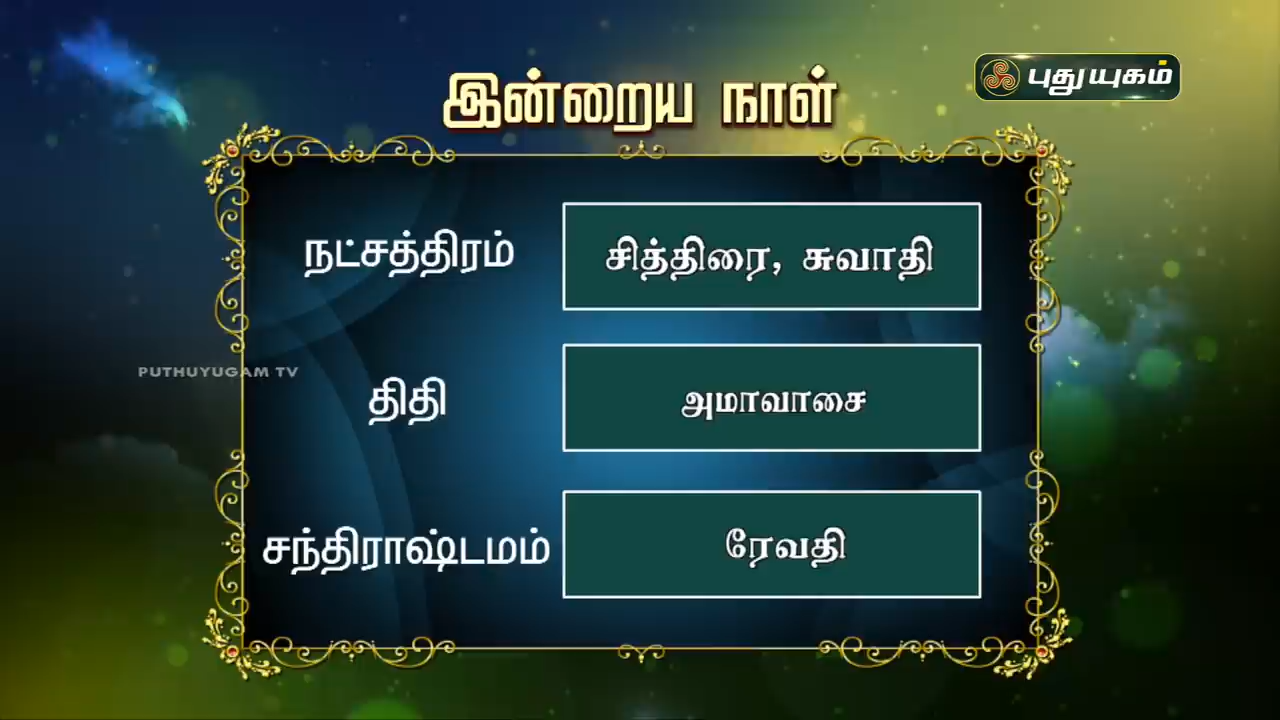 இன்றைய நாள்
புதுயுகம்
நட்சத்திரம்
சித்திரை, சுவாதி
PUTHUYUGAM TV
திதி
அமாவாசை
சந்திராஷ்டமம்
ரேவதி